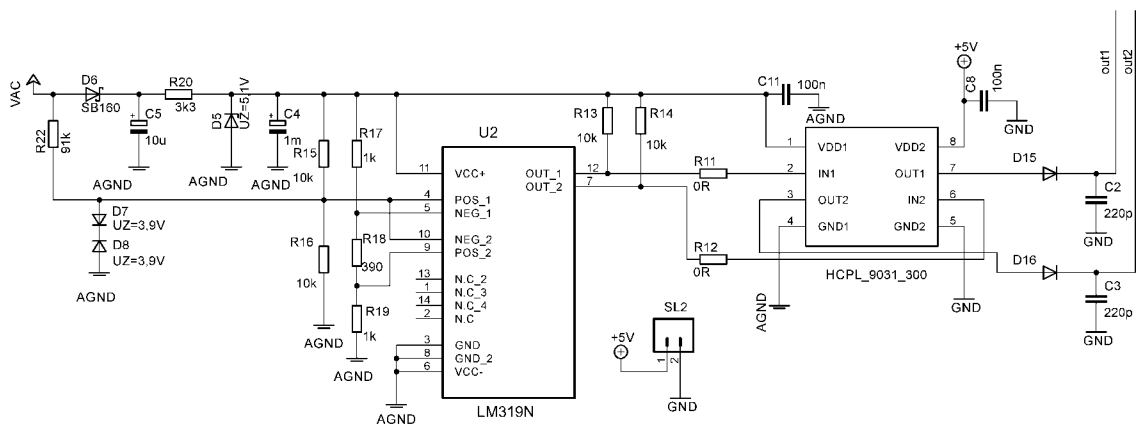 VAC
D6
SB160
R20
3k3
R22
91k
C5
10u
AGND
D5
UZ=5,1V
AGND
C4
1m
AGND
R15
10k
R17
1k
D7
UZ=3,9V
D8
UZ=3,9V
AGND
R16
10k
AGND
R18
390
R19
1k
AGND
U2
11
VCC+
4
POS_1
5
NEG_1
10
NEG_2
9
POS_2
13
N.C_2
1
N.C_3
14
N.C_4
2
N.C
3
GND
8
GND_2
6
VCC-
OUT_1
12
OUT_2
7
LM319N
AGND
R13
10k
R14
10k
R11
0R
R12
0R
C11
100n
AGND
+5V
C8
100n
GND
1
VDD1
2
IN1
3
OUT2
4
GND1
VDD2
8
OUT1
7
IN2
6
GND2
5
HCPL_9031_300
AGND
GND
SL2
+5V
1
2
GND
D15
C2
220p
GND
D16
C3
220p
GND
out1
out2